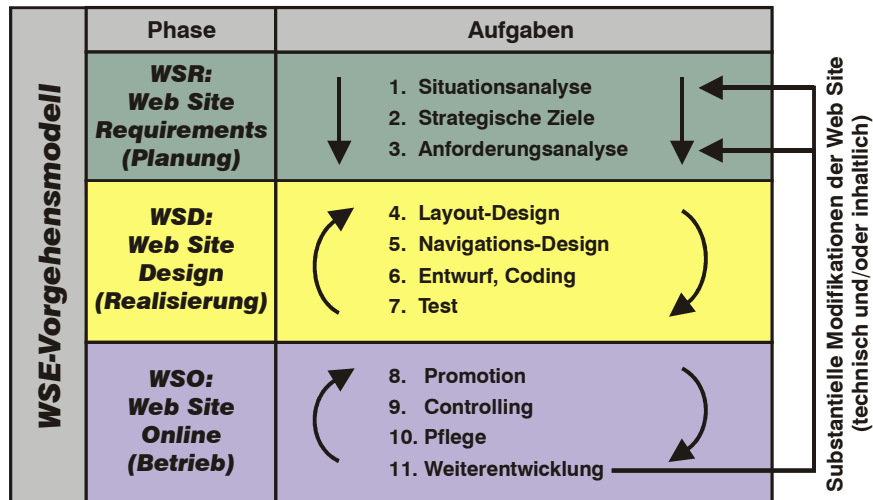 Phase
Aufgaben
WSE-Vorgehensmodell
WSR:
Web Site
Requirements
(Planung)
1. Situationsanalyse
2. Strategische Ziele
3. Anforderungsanalyse
WSD:
Web Site
Design
(Realisierung)
4. Layout-Design
5. Navigations-Design
6. Entwurf, Coding
7. Test
WSO:
Web Site
Online
(Betrieb)
8. Promotion
9. Controlling
10. Pflege
11. Weiterentwicklung
Substantielle Modifikationen der Web Site
(technisch und/oder inhaltlich)